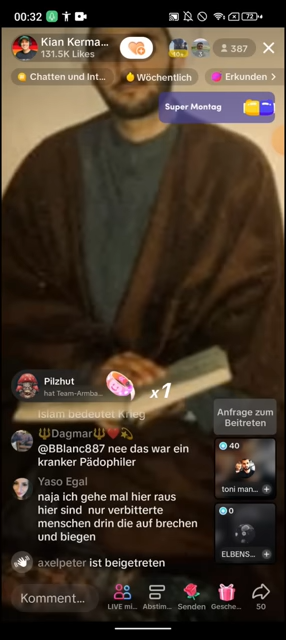 00:32
72
Kian Kerma...
131.5K Likes
387
Chatten und Int...
Wöchentlich
Erkunden >
Super Montag
Pilzhut
hat Team-Armba...
x1
Islam bedeutet Krieg
🔱Dagmar🔱❤️💫
@BBlanc887 nee das war ein
kranker Pädophiler
Yaso Egal
naja ich gehe mal hier raus
hier sind nur verbitterte
menschen drin die auf brechen
und biegen
axelpeter ist beigetreten
Anfrage zum
Beitreten
40
toni man...
0
ELBENS...
Komment...
LIVE mi...
Abstim...
Senden
Gesche...
50